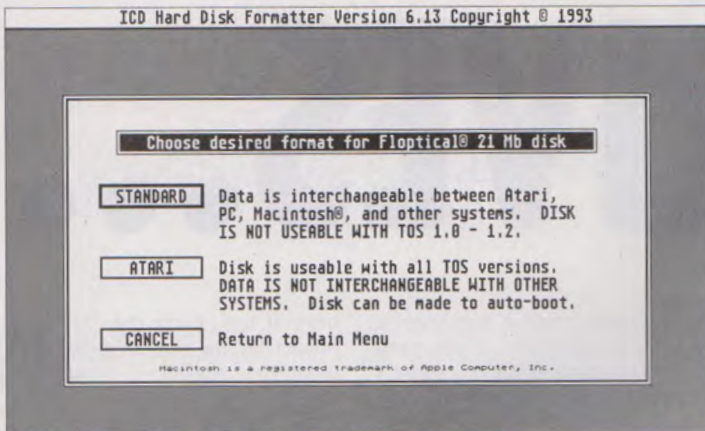 ICD Hard Disk Formatter Version 6.13 Copyright © 1993
Choose desired format for Floptical® 21 Mb disk
STANDARD Data is interchangeable between Atari,
PC, Macintosh®, and other systems. DISK
IS NOT USEABLE WITH TOS 1.0 - 1.2.
ATARI Disk is useable with all TOS versions.
DATA IS NOT INTERCHANGEABLE WITH OTHER
SYSTEMS. Disk can be made to auto-boot.
CANCEL Return to Main Menu
Macintosh is a registered trademark of Apple Computer, Inc.